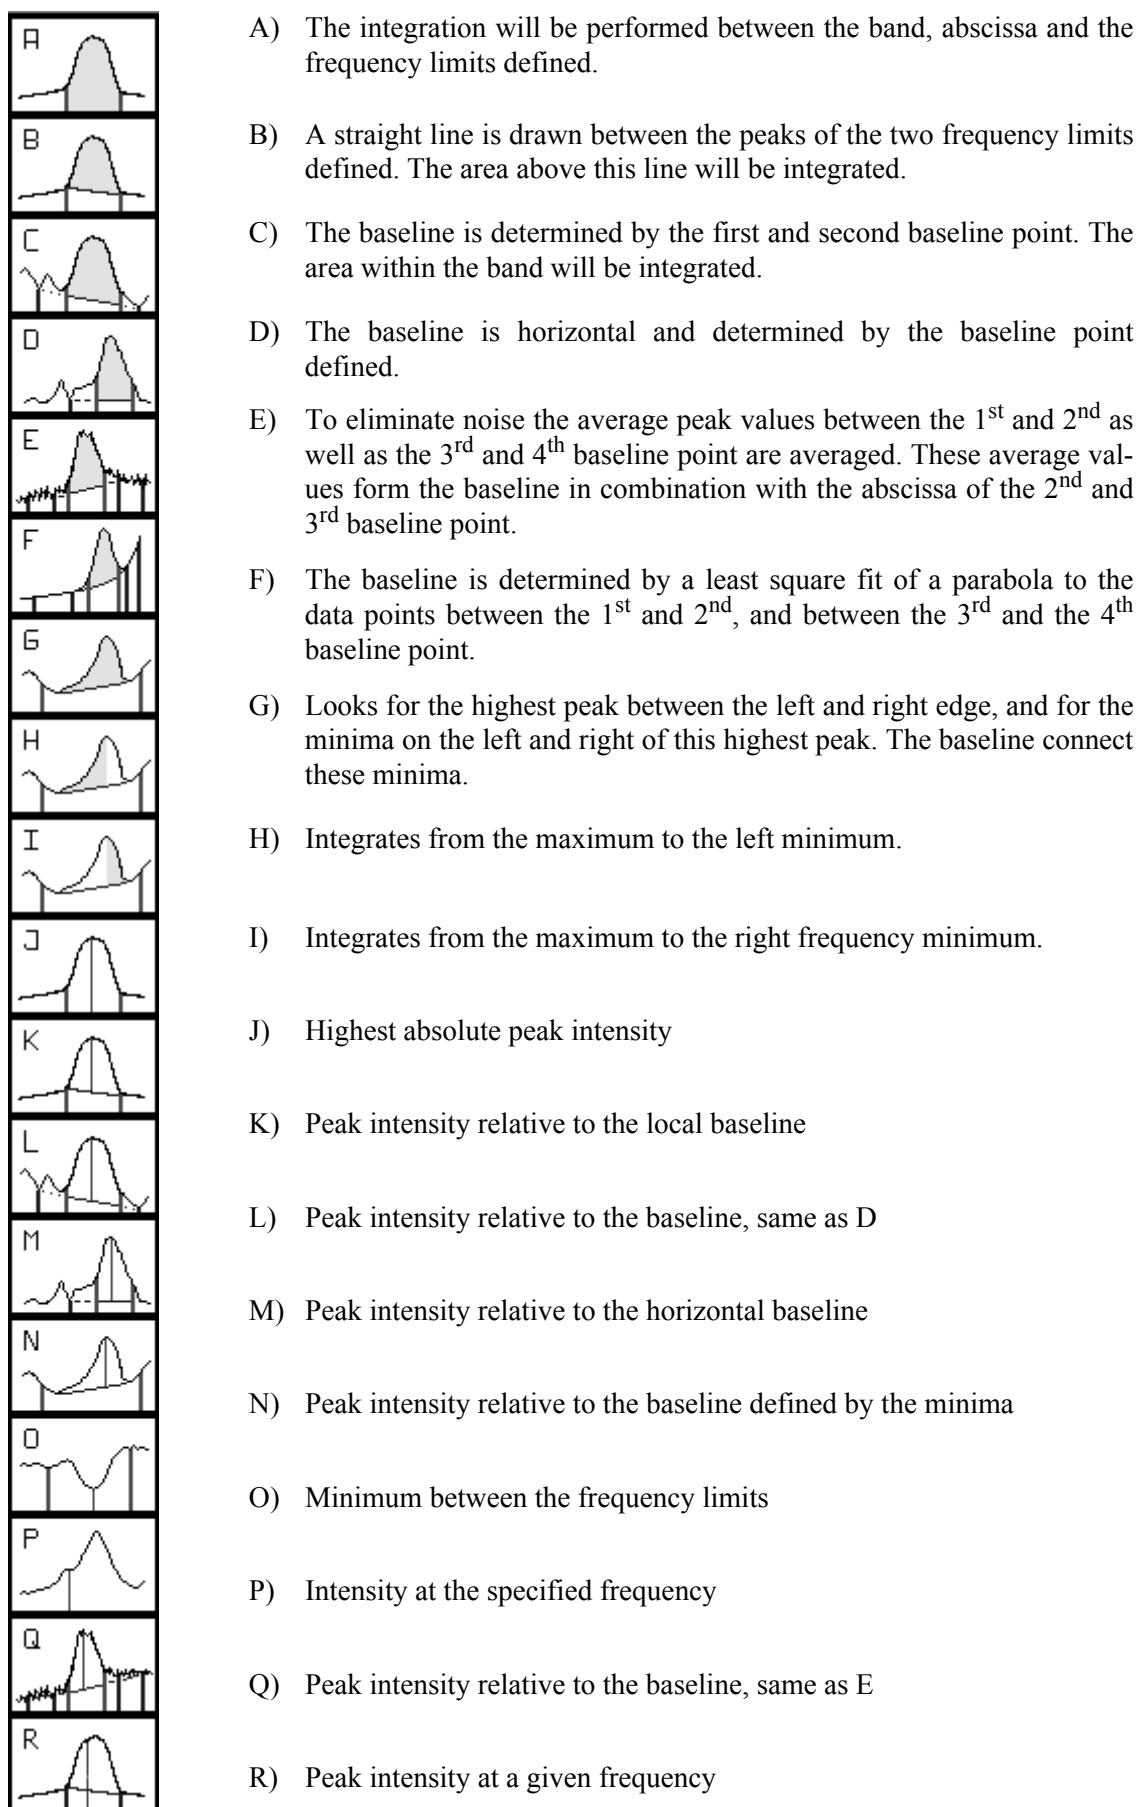 A
A) The integration will be performed between the band, abscissa and the
frequency limits defined.
B
B) A straight line is drawn between the peaks of the two frequency limits
defined. The area above this line will be integrated.
C
C) The baseline is determined by the first and second baseline point. The
area within the band will be integrated.
D
D) The baseline is horizontal and determined by the baseline point
defined.
E
E) To eliminate noise the average peak values between the 1st and 2nd as
well as the 3rd and 4th baseline point are averaged. These average val-
ues form the baseline in combination with the abscissa of the 2nd and
3rd baseline point.
F
F) The baseline is determined by a least square fit of a parabola to the
data points between the 1st and 2nd, and between the 3rd and the 4th
baseline point.
G
G) Looks for the highest peak between the left and right edge, and for the
minima on the left and right of this highest peak. The baseline connect
these minima.
H
H) Integrates from the maximum to the left minimum.
I
I) Integrates from the maximum to the right frequency minimum.
J
J) Highest absolute peak intensity
K
K) Peak intensity relative to the local baseline
L
L) Peak intensity relative to the baseline, same as D
M
M) Peak intensity relative to the horizontal baseline
N
N) Peak intensity relative to the baseline defined by the minima
O
O) Minimum between the frequency limits
P
P) Intensity at the specified frequency
Q
Q) Peak intensity relative to the baseline, same as E
R
R) Peak intensity at a given frequency